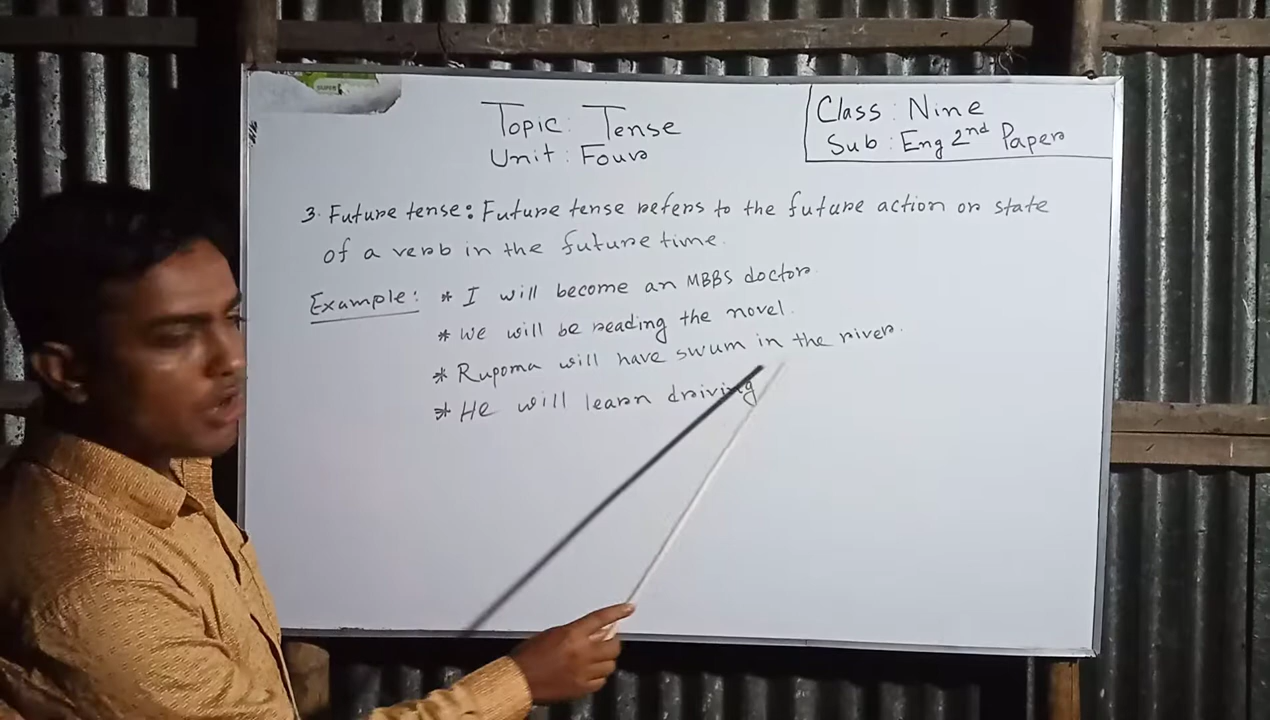 Topic: Tense
Unit: Four
Class: Nine
Sub: Eng 2nd Paper
3. Future tense: Future tense refers to the future action or state
of a verb in the future time.
Example: * I will become an MBBS doctor.
* We will be reading the novel.
* Rupoma will have swum in the river.
* He will learn driving